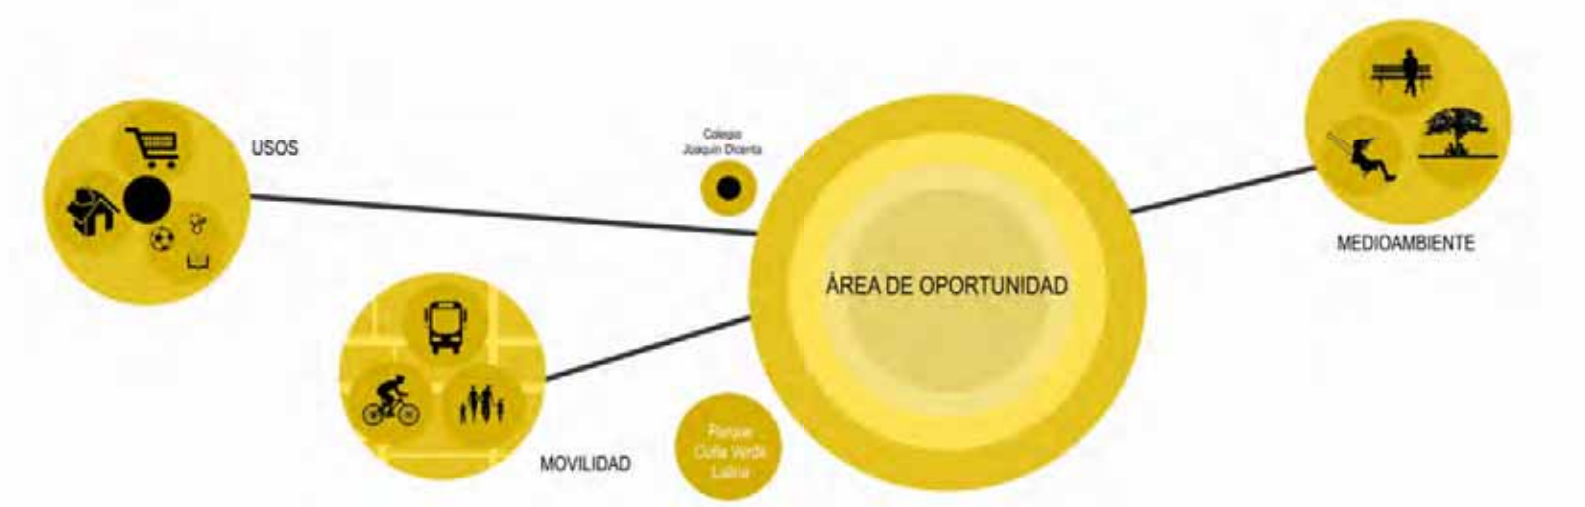 USOS
Colegio
Joaquín Dicenta
ÁREA DE OPORTUNIDAD
MEDIOAMBIENTE
MOVILIDAD
Parque
Cuña Verde
Latina